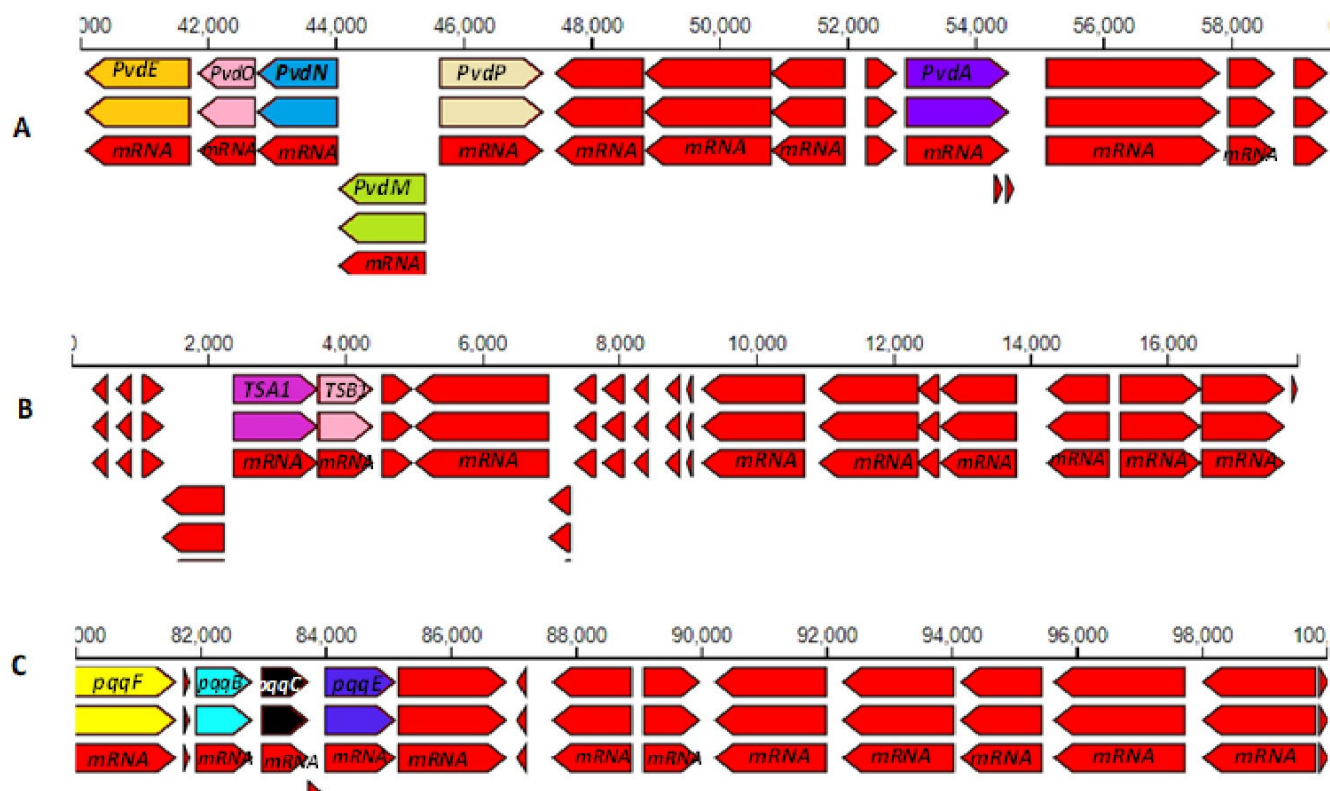 000 42,000 44,000 46,000 48,000 50,000 52,000 54,000 56,000 58,000
PvdE PvdO PvdN PvdP PvdA
A
mRNA mRNA mRNA mRNA mRNA mRNA mRNA mRNA mRNA mRNA
PvdM
mRNA
2,000 4,000 6,000 8,000 10,000 12,000 14,000 16,000
TSA1 TSB1
B
mRNA mRNA mRNA mRNA mRNA mRNA mRNA mRNA mRNA
000 82,000 84,000 86,000 88,000 90,000 92,000 94,000 96,000 98,000 100,
C
pqqF pqqB pqqC pqqE
mRNA mRNA mRNA mRNA mRNA mRNA mRNA mRNA mRNA mRNA mRNA mRNA